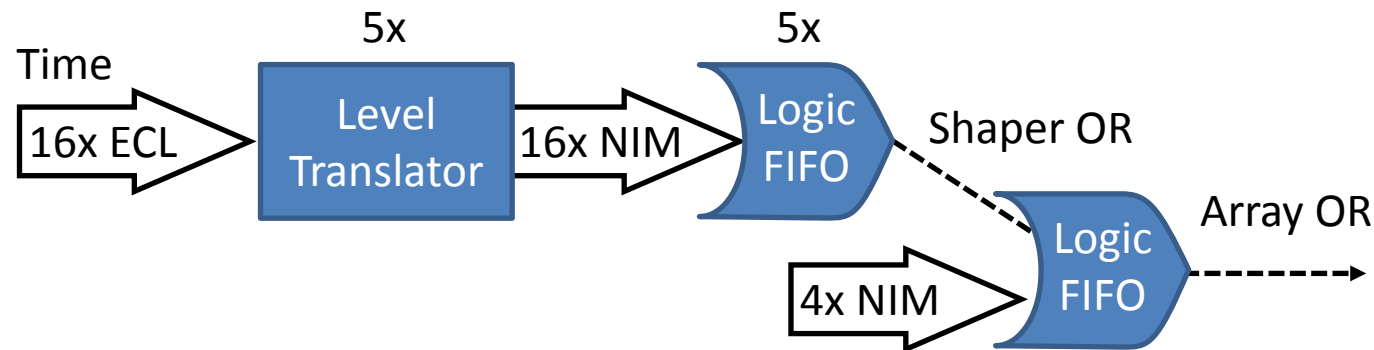 5x
5x
Time
16x ECL
Level
Translator
16x NIM
Logic
FIFO
Shaper OR
4x NIM
Logic
FIFO
Array OR